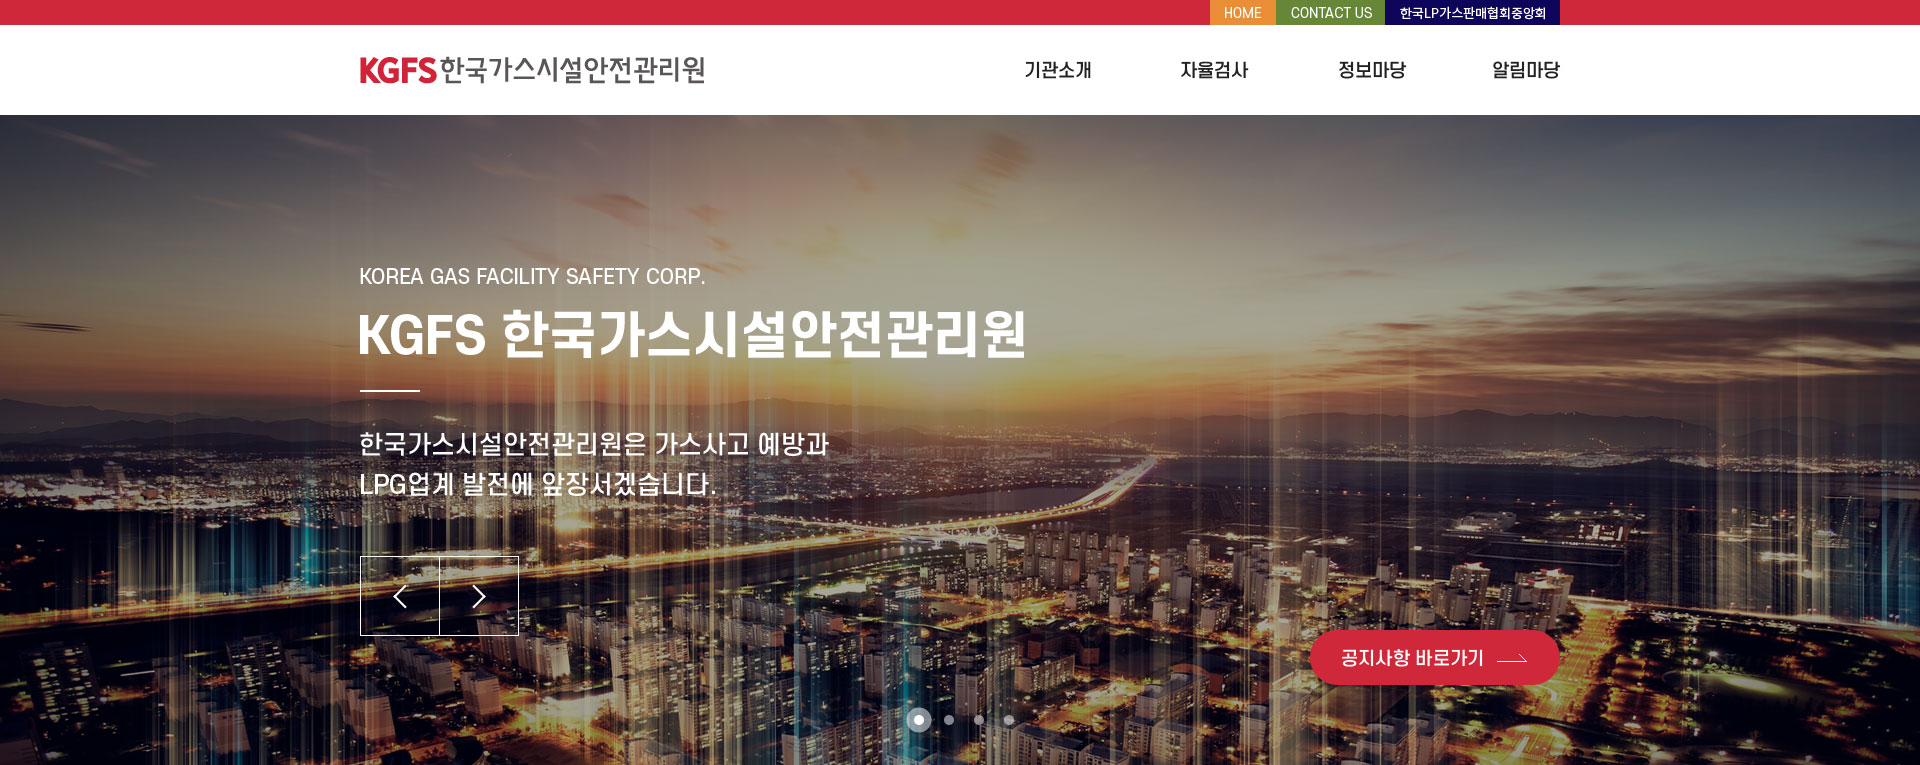 HOME
CONTACT US
한국LP가스판매협회중앙회
KGFS한국가스시설안전관리원
기관소개
자율검사
정보마당
알림마당
KOREA GAS FACILITY SAFETY CORP.
KGFS 한국가스시설안전관리원
한국가스시설안전관리원은 가스사고 예방과
LPG업계 발전에 앞장서겠습니다.
공지사항 바로가기